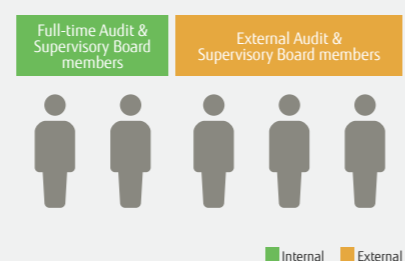 Full-time Audit &
Supervisory Board
members
External Audit &
Supervisory Board members
Internal
External